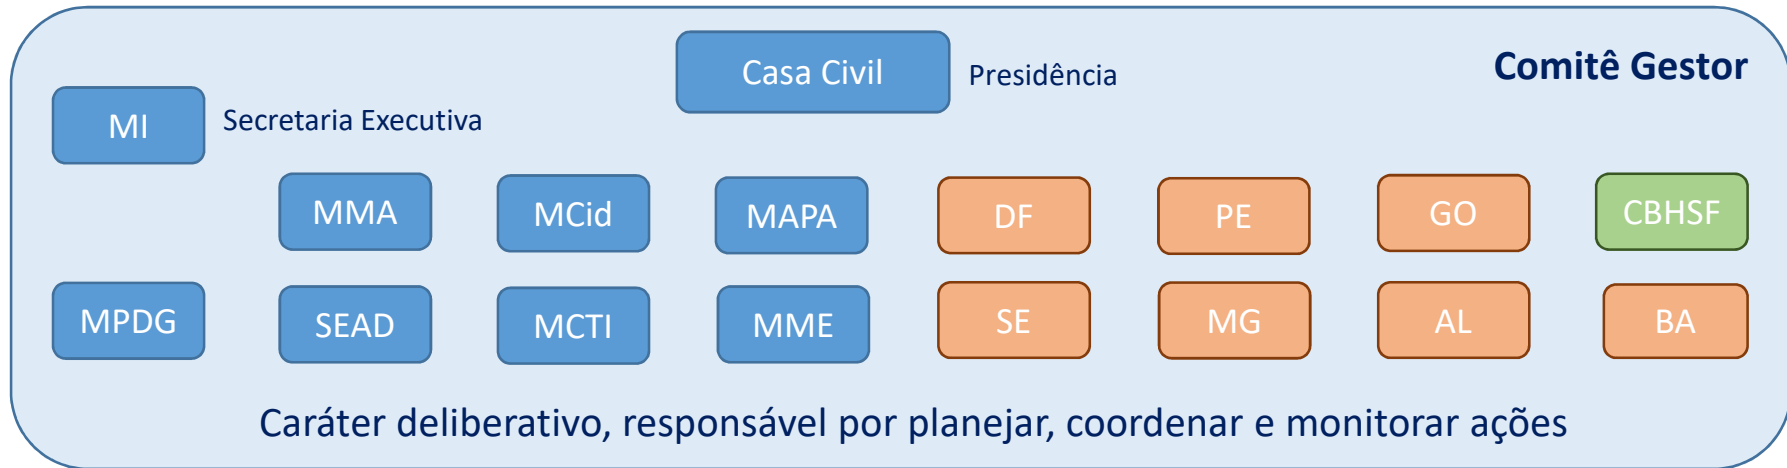 Casa Civil
Presidência
Comitê Gestor
MI
Secretaria Executiva
MMA
MCid
MAPA
DF
PE
GO
CBHSF
MPDG
SEAD
MCTI
MME
SE
MG
AL
BA
Caráter deliberativo, responsável por planejar, coordenar e monitorar ações